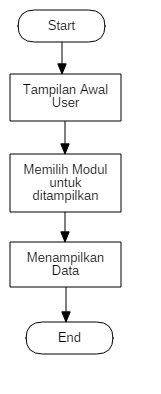 Start
Tampilan Awal
User
Memilih Modul
untuk
ditampilkan
Menampilkan
Data
End